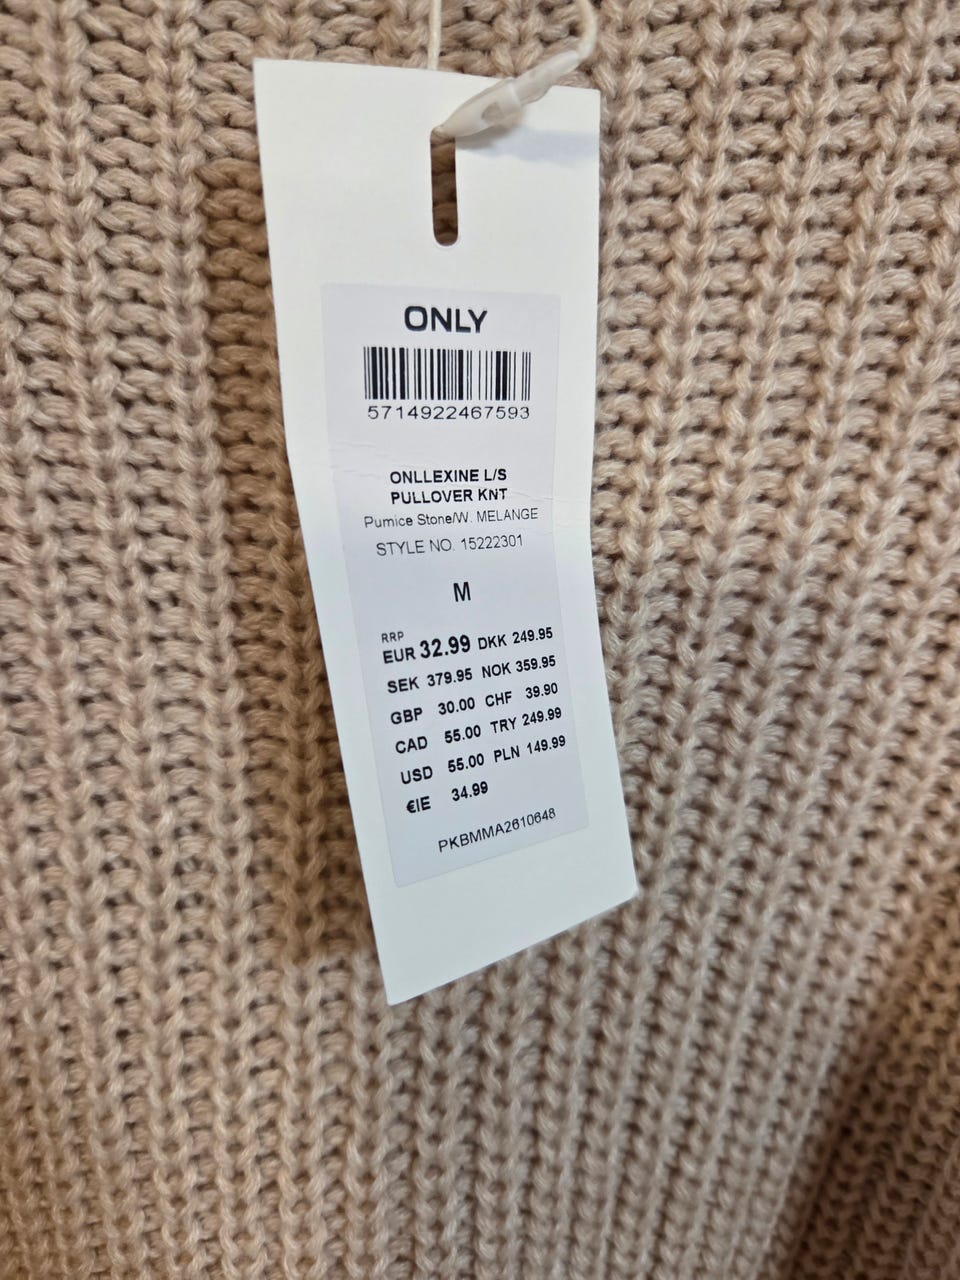 ONLY
5714922467593
ONLLEXINE L/S
PULLOVER KNT
Pumice Stone/W. MELANGE
STYLE NO. 15222301
M
RRP
EUR 32.99 DKK 249.95
SEK 379.95 NOK 359.95
GBP 30.00 CHF 39.90
CAD 55.00 TRY 249.99
USD 55.00 PLN 149.99
€IE 34.99
PKBMMA2610648